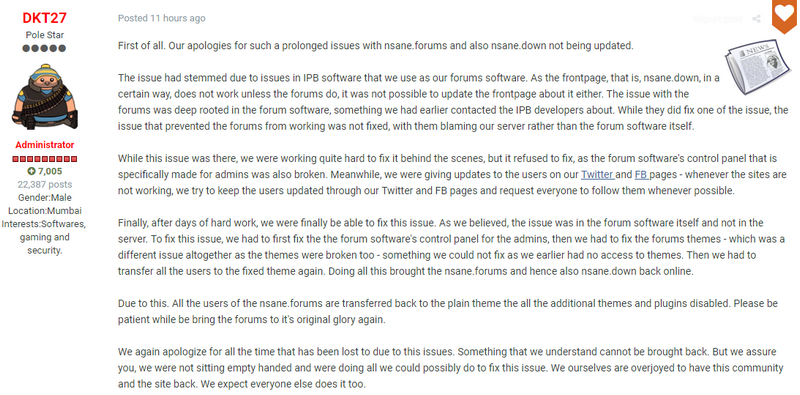 DKT27
Pole Star
Administrator
7,005
22,387 posts
Gender:Male
Location:Mumbai
Interests:Softwares,
gaming and
security.
Posted 11 hours ago
First of all. Our apologies for such a prolonged issues with nsane.forums and also nsane.down not being updated.
NEWS
The issue had stemmed due to issues in IPB software that we use as our forums software. As the frontpage, that is, nsane.down, in a
certain way, does not work unless the forums do, it was not possible to update the frontpage about it either. The issue with the
forums was deep rooted in the forum software, something we had earlier contacted the IPB developers about. While they did fix one of the issue, the
issue that prevented the forums from working was not fixed, with them blaming our server rather than the forum software itself.
While this issue was there, we were working quite hard to fix it behind the scenes, but it refused to fix, as the forum software's control panel that is
specifically made for admins was also broken. Meanwhile, we were giving updates to the users on our Twitter and FB pages - whenever the sites are
not working, we try to keep the users updated through our Twitter and FB pages and request everyone to follow them whenever possible.
Finally, after days of hard work, we were finally be able to fix this issue. As we believed, the issue was in the forum software itself and not in the
server. To fix this issue, we had to first fix the the forum software's control panel for the admins, then we had to fix the forums themes - which was a
different issue altogether as the themes were broken too - something we could not fix as we earlier had no access to themes. Then we had to
transfer all the users to the fixed theme again. Doing all this brought the nsane.forums and hence also nsane.down back online.
Due to this. All the users of the nsane.forums are transferred back to the plain theme the all the additional themes and plugins disabled. Please be
patient while be bring the forums to it's original glory again.
We again apologize for all the time that has been lost to due to this issues. Something that we understand cannot be brought back. But we assure
you, we were not sitting empty handed and were doing all we could possibly do to fix this issue. We ourselves are overjoyed to have this community
and the site back. We expect everyone else does it too.